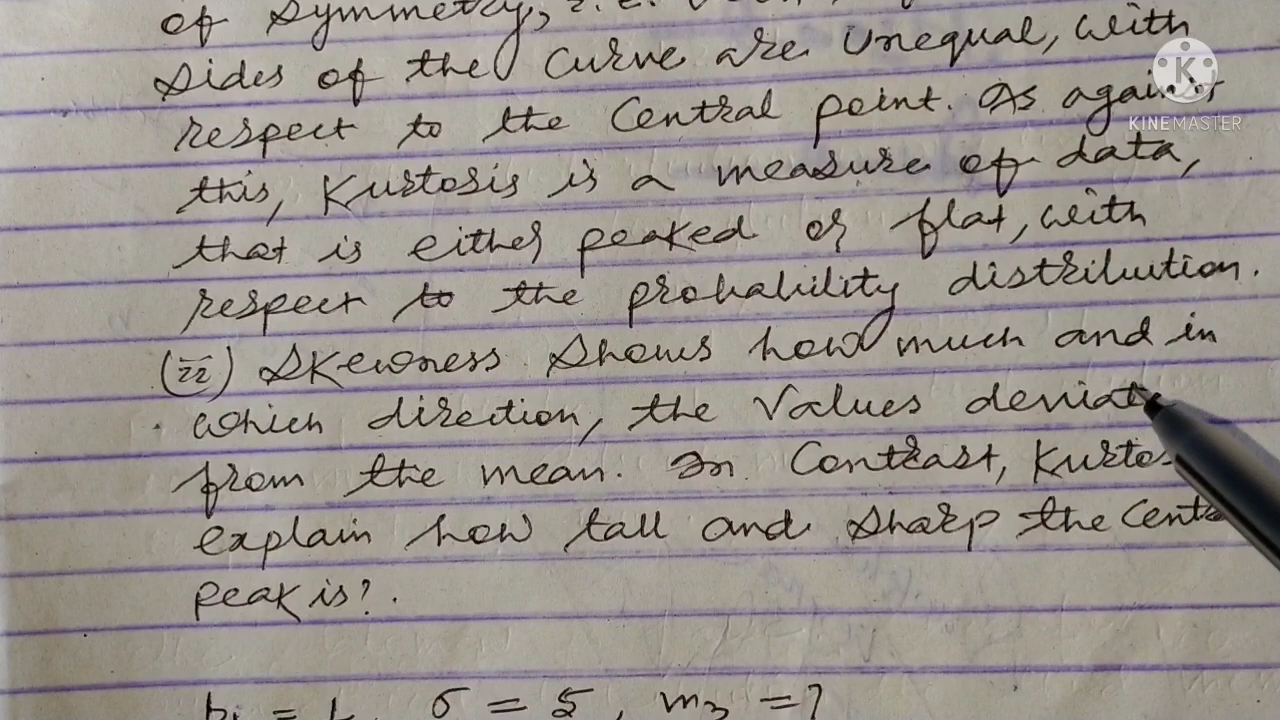 of Symmetry, i.e.
sides of the curve are unequal, with
respect to the Central point. As against
this, Kurtosis is a measure of data,
that is either peaked or flat, with
respect to the probability distribution.
(ii) Skewness shows how much and in
which direction, the values deviate
from the mean. In Contrast, Kurto
explain how tall and sharp the Cent
peak is?.
= 1, σ = 5, m3 = ?
K
KINEMASTER